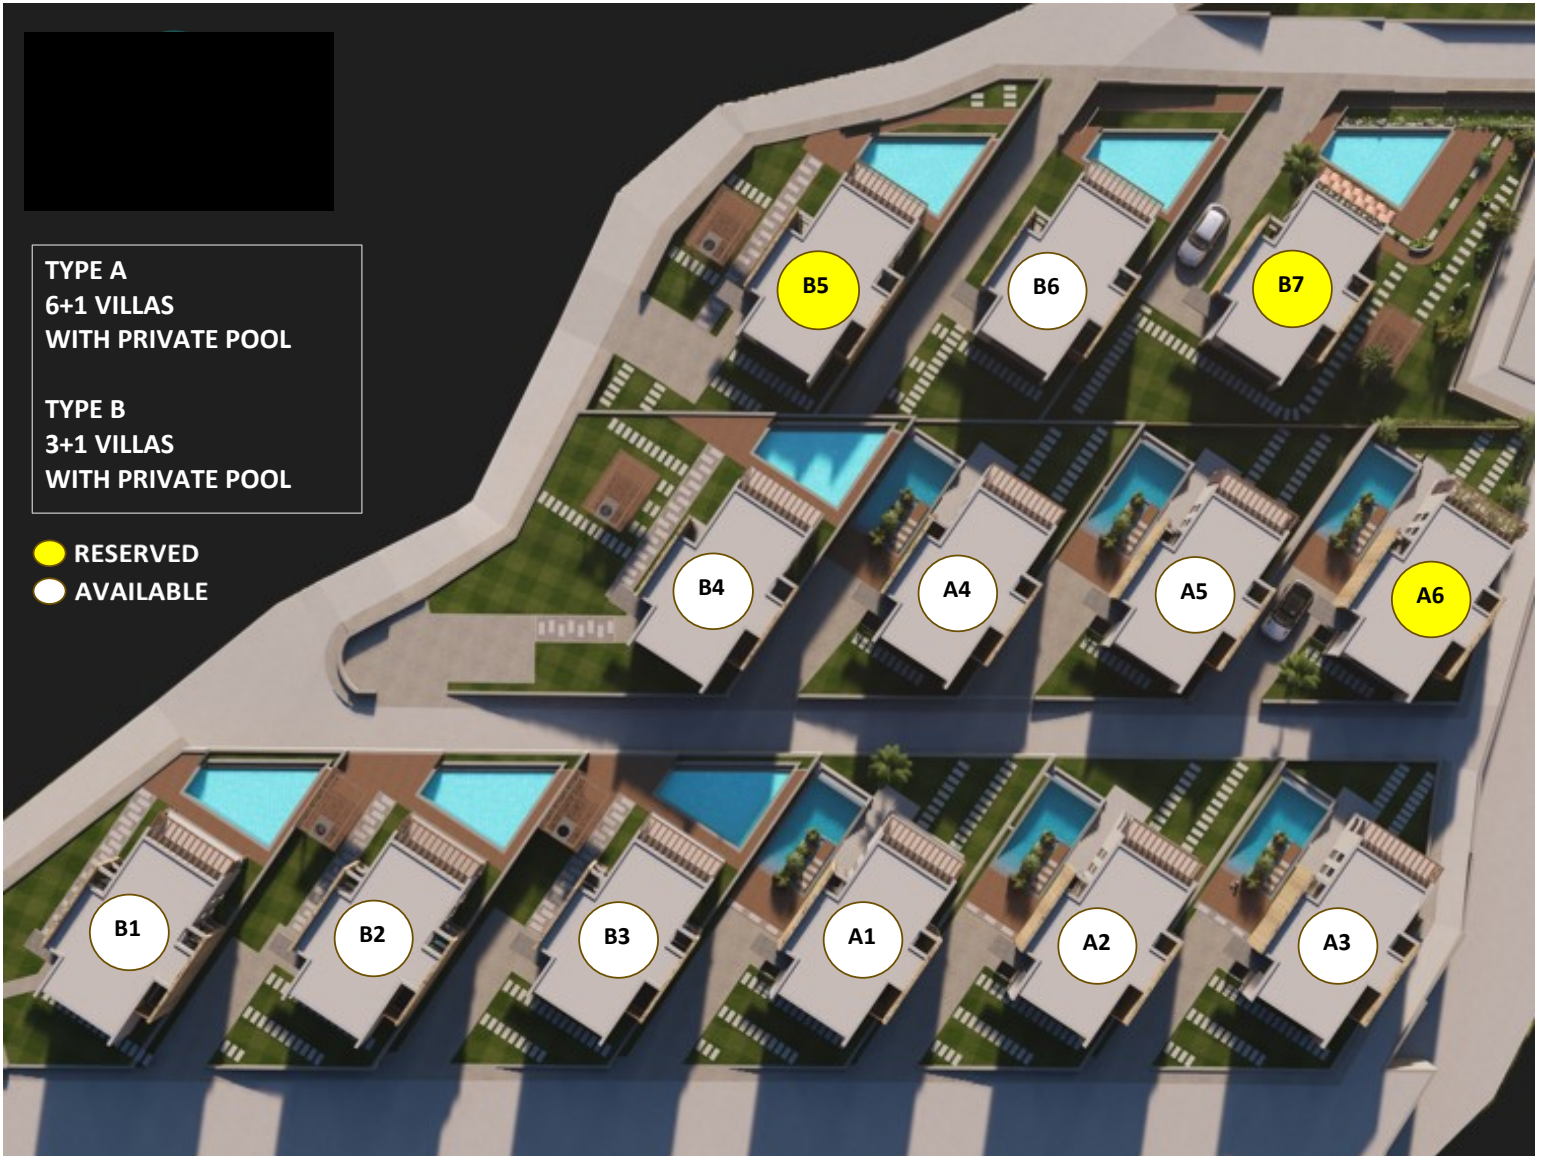 TYPE A
6+1 VILLAS
WITH PRIVATE POOL
TYPE B
3+1 VILLAS
WITH PRIVATE POOL
RESERVED
AVAILABLE
B5
B6
B7
B4
A4
A5
A6
B1
B2
B3
A1
A2
A3